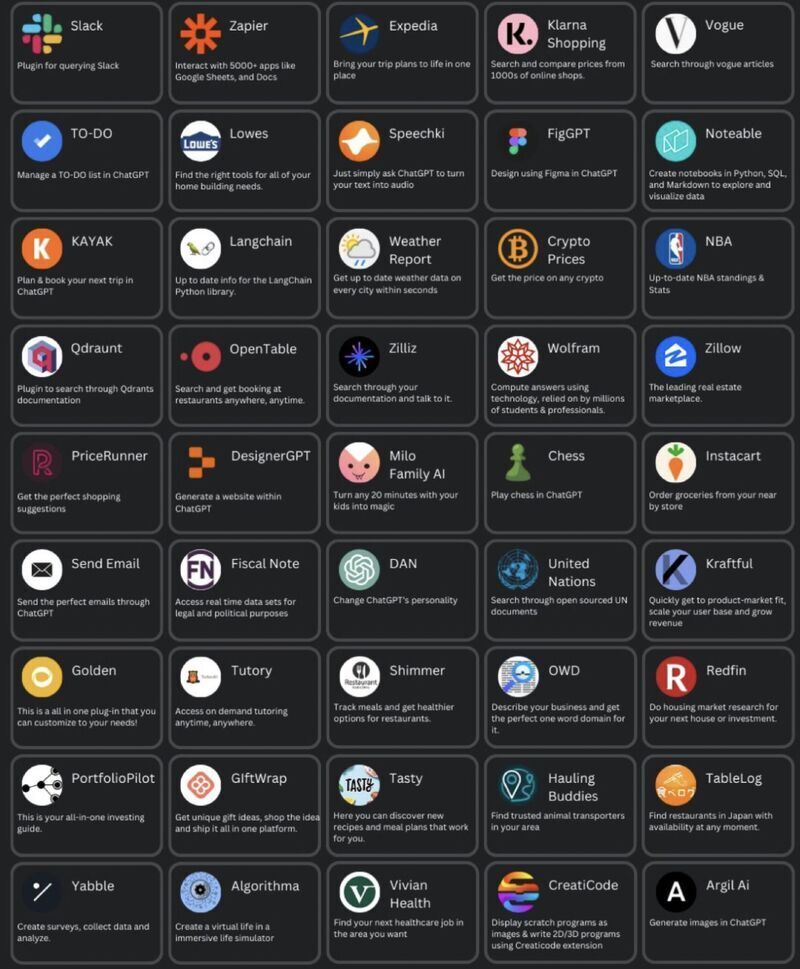 Slack
Plugin for querying Slack
Zapier
Interact with 5000+ apps like
Google Sheets, and Docs
Expedia
Bring your trip plans to life in one
place
K.
Klarna
Shopping
Search and compare prices from
1000s of online shops.
V
Vogue
Search through vogue articles
TO-DO
Manage a TO-DO list in ChatGPT
LOWE'S
Lowes
Find the right tools for all of your
home building needs.
Speechki
Just simply ask ChatGPT to turn
your text into audio
FigGPT
Design using Figma in ChatGPT
Noteable
Create notebooks in Python, SQL,
and Markdown to explore and
visualize data
K
KAYAK
Plan & book your next trip in
ChatGPT
Langchain
Up to date info for the LangChain
Python library.
Weather
Report
Get up to date weather data on
every city within seconds
Crypto
Prices
Get the price on any crypto
NBA
Up-to-date NBA standings &
Stats
Qdraunt
Plugin to search through Qdrants
documentation
OpenTable
Search and get booking at
restaurants anywhere, anytime.
Zilliz
Search through your
documentation and talk to it.
Wolfram
Compute answers using
technology, relied on by millions
of students & professionals.
Zillow
The leading real estate
marketplace.
R
PriceRunner
Get the perfect shopping
suggestions
DesignerGPT
Generate a website within
ChatGPT
Milo
Family AI
Turn any 20 minutes with your
kids into magic
Chess
Play chess in ChatGPT
Instacart
Order groceries from your near
by store
Send Email
Send the perfect emails through
ChatGPT
FN
Fiscal Note
Access real time data sets for
legal and political purposes
DAN
Change ChatGPT's personality
United
Nations
Search through open sourced UN
documents
K
Kraftful
Quickly get to product-market fit,
scale your user base and grow
revenue
Golden
This is a all in one plug-in that you
can customize to your needs!
Tutory
Access on demand tutoring
anytime, anywhere.
Restaurant
Shimmer
Track meals and get healthier
options for restaurants.
OWD
Describe your business and get
the perfect one word domain for
it.
R
Redfin
Do housing market research for
your next house or investment.
PortfolioPilot
This is your all-in-one investing
guide.
GIftWrap
Get unique gift ideas, shop the idea
and ship it all in one platform.
TASTY
Tasty
Here you can discover new
recipes and meal plans that work
for you.
Hauling
Buddies
Find trusted animal transporters
in your area
食べログ
TableLog
Find restaurants in Japan with
availability at any moment.
Yabble
Create surveys, collect data and
analyze.
Algorithma
Create a virtual life in a
immersive life simulator
V
Vivian
Health
Find your next healthcare job in
the area you want
CreatiCode
Display scratch programs as
images & write 2D/3D programs
using Creaticode extension
A
Argil Ai
Generate images in ChatGPT